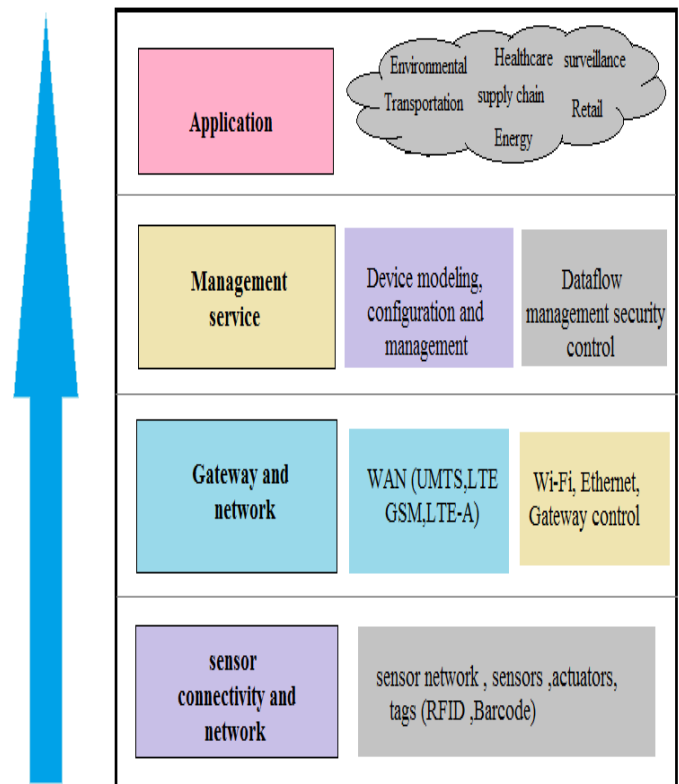 Application
Environmental
Healthcare
surveillance
Transportation
supply chain
Retail
Energy
Management
service
Device modeling,
configuration and
management
Dataflow
management security
control
Gateway and
network
WAN (UMTS,LTE
GSM,LTE-A)
Wi-Fi, Ethernet,
Gateway control
sensor
connectivity and
network
sensor network , sensors ,actuators,
tags (RFID ,Barcode)